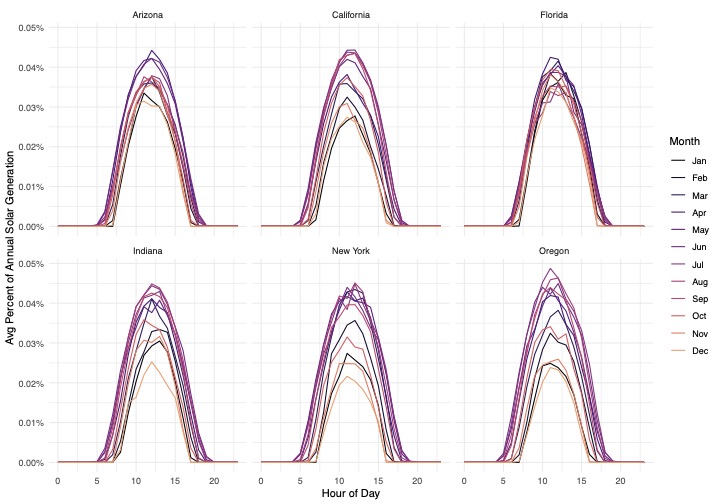 Arizona California Florida
0.05%
0.04%
0.03%
0.02%
0.01%
0.00%
Indiana New York Oregon
0.05%
0.04%
0.03%
0.02%
0.01%
0.00%
0 5 10 15 20 0 5 10 15 20 0 5 10 15 20
Hour of Day
Avg Percent of Annual Solar Generation
Month
Jan
Feb
Mar
Apr
May
Jun
Jul
Aug
Sep
Oct
Nov
Dec